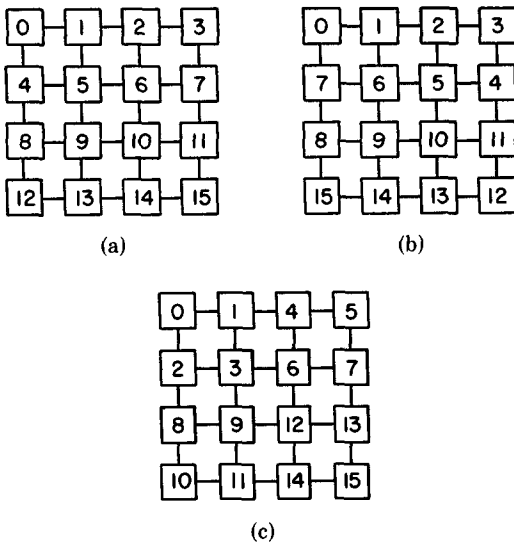 0 1 2 3
4 5 6 7
8 9 10 11
12 13 14 15
(a)
0 1 2 3
7 6 5 4
8 9 10 11
15 14 13 12
(b)
0 1 4 5
2 3 6 7
8 9 12 13
10 11 14 15
(c)